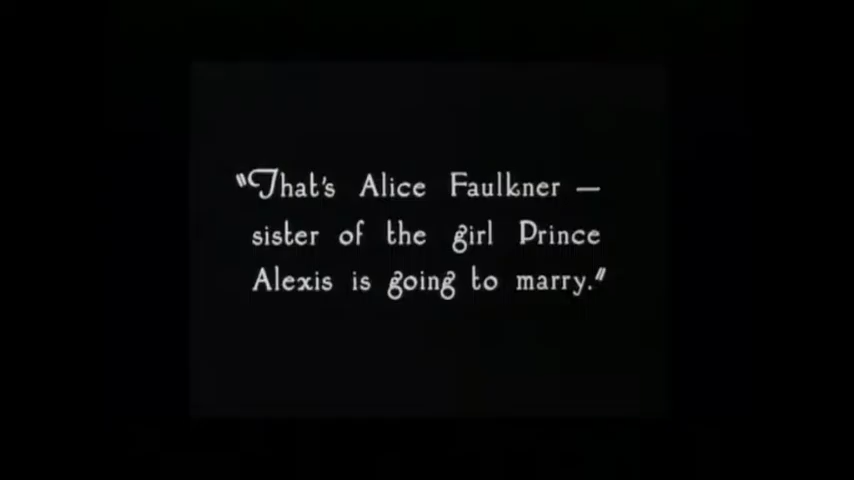 "That's Alice Faulkner —
sister of the girl Prince
Alexis is going to marry."